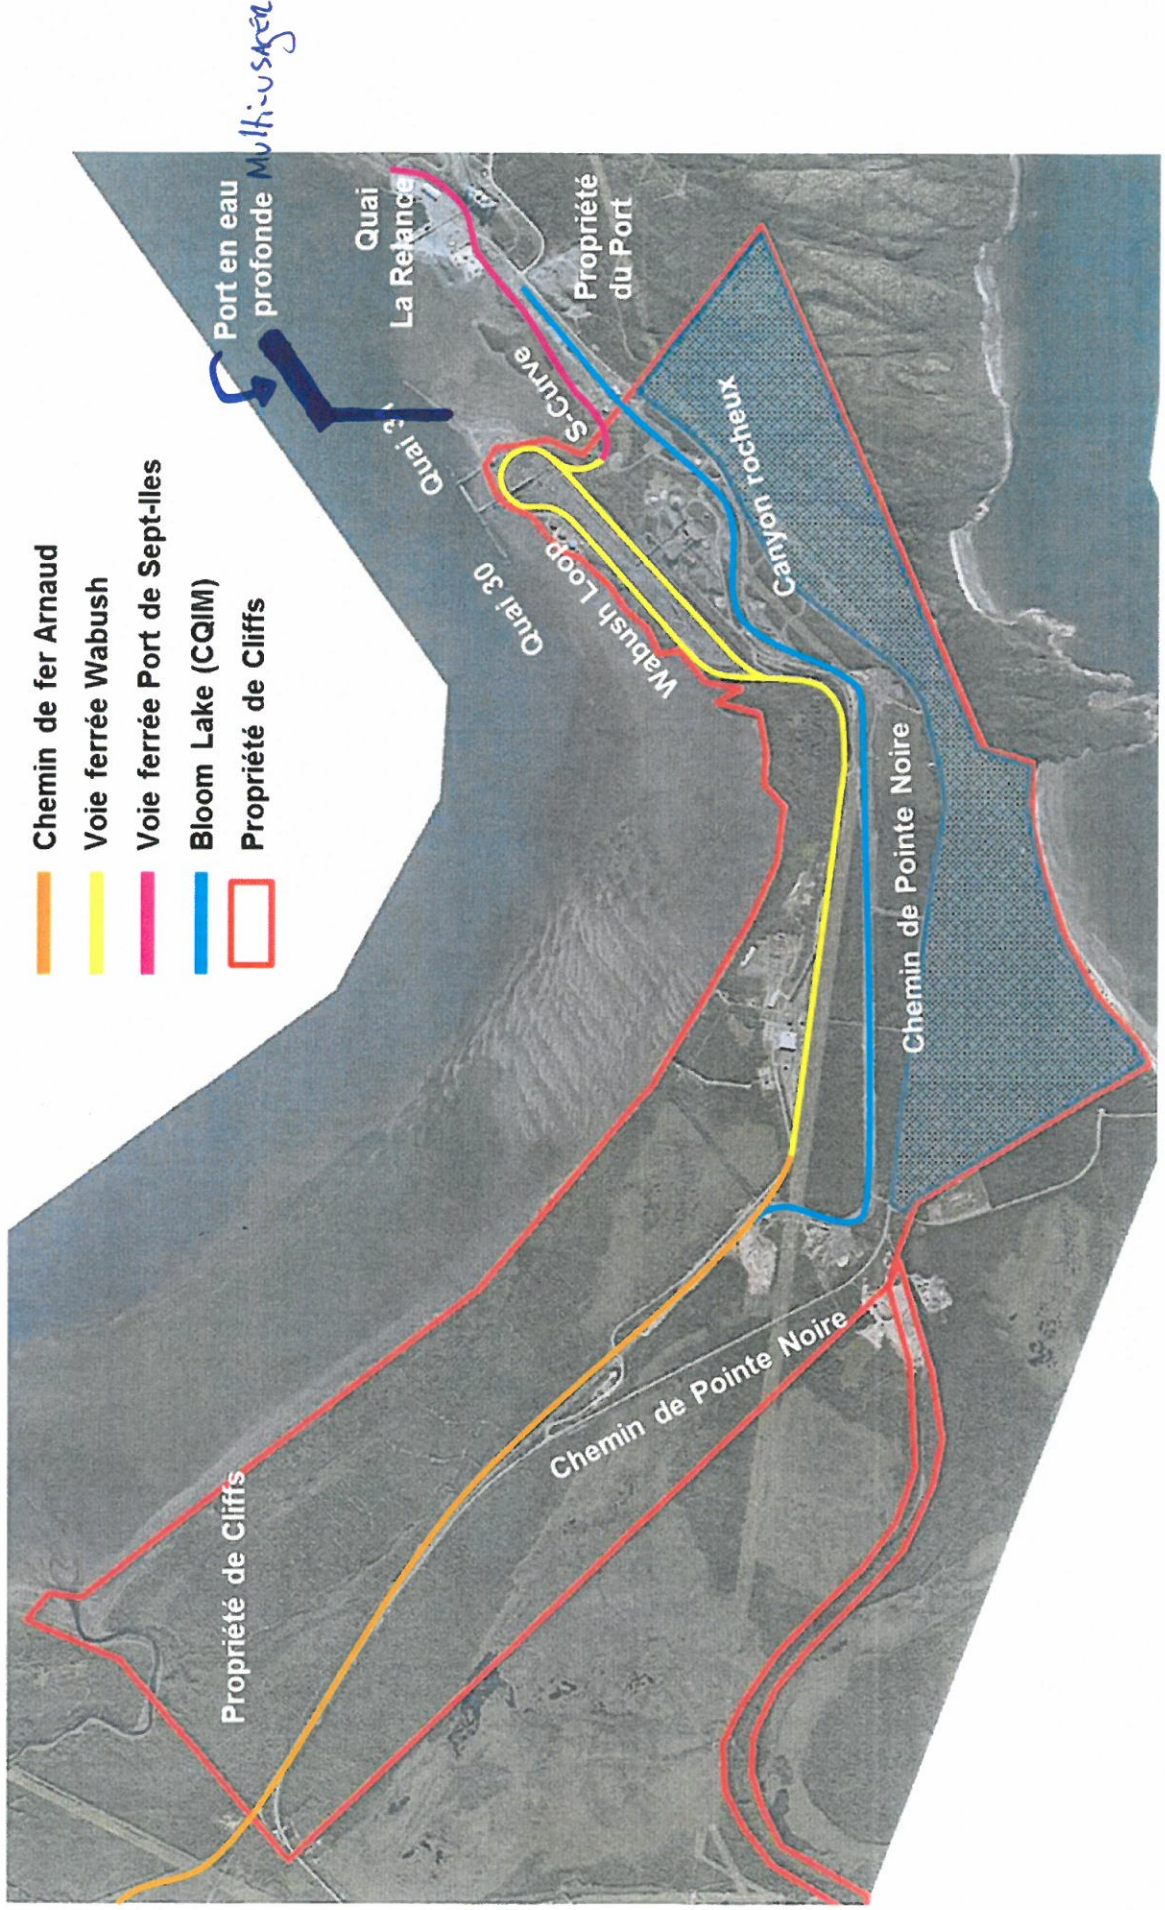 Chemin de fer Arnaud
Voie ferrée Wabush
Voie ferrée Port de Sept-Iles
Bloom Lake (CQIM)
Propriété de Cliffs
Port en eau
profonde Multi-usager
Quai
La Relance
Propriété
du Port
S-Curve
Quai 31
Quai 30
Wabush Loop
Canyon rocheux
Chemin de Pointe Noire
Chemin de Pointe Noire
Propriété de Cliffs